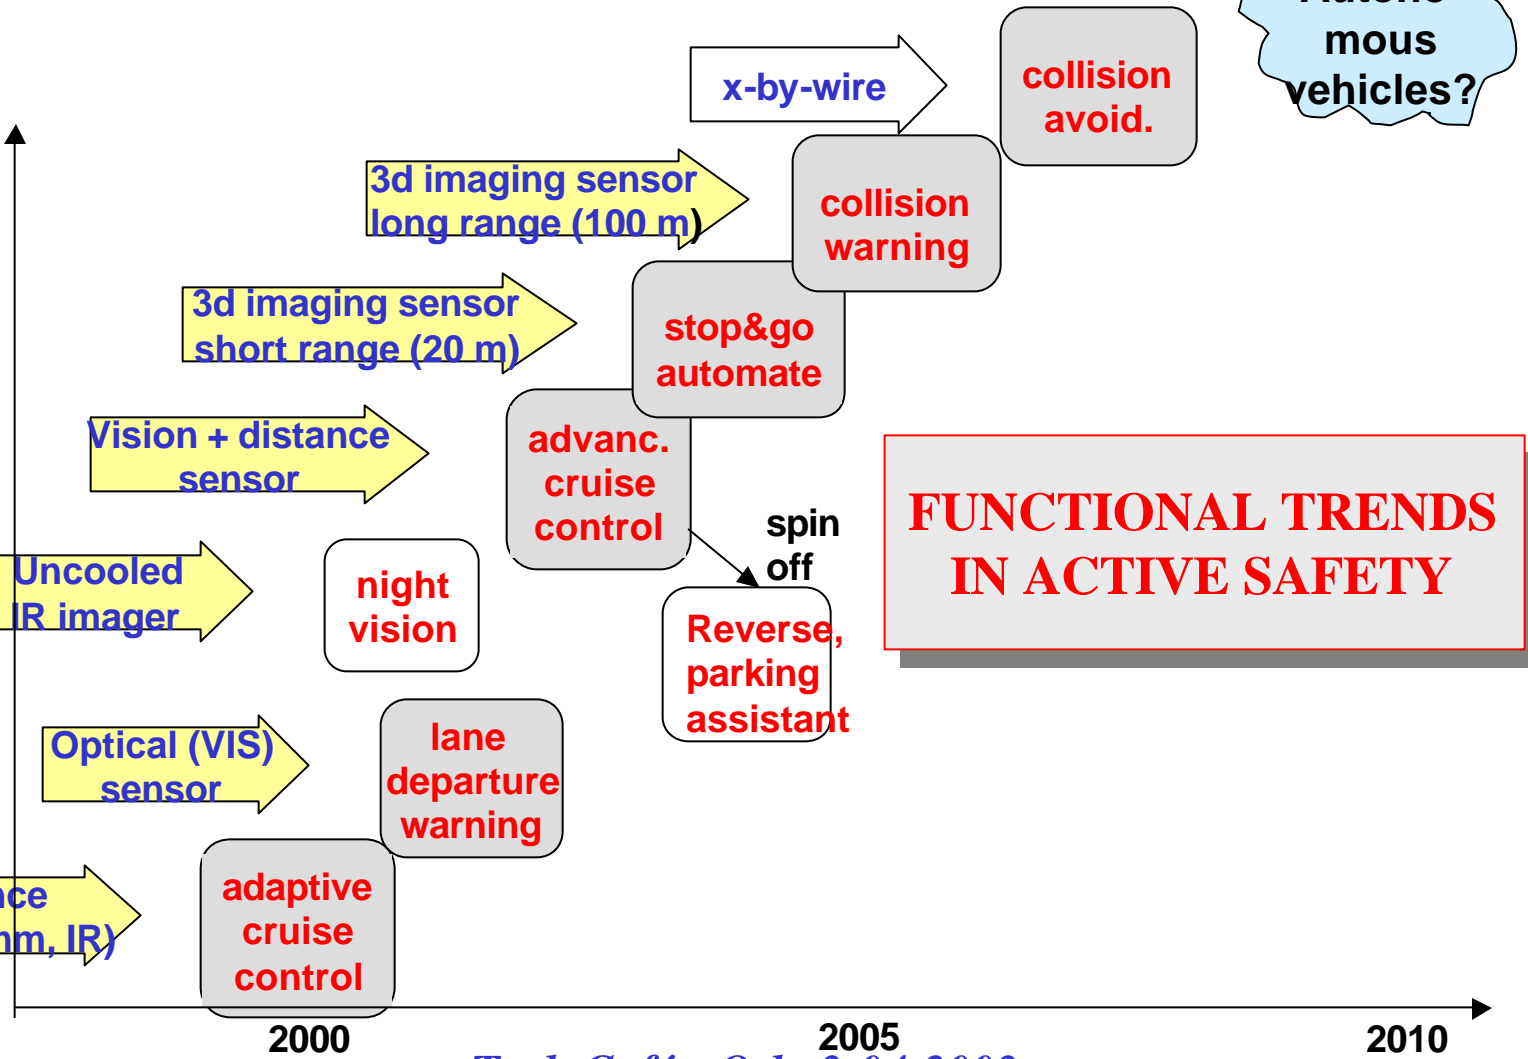 mous
vehicles?
x-by-wire
collision
avoid.
3d imaging sensor
long range (100 m)
collision
warning
3d imaging sensor
short range (20 m)
stop&go
automate
Vision + distance
sensor
advanc.
cruise
control
spin
off
FUNCTIONAL TRENDS
IN ACTIVE SAFETY
Uncooled
IR imager
night
vision
Reverse,
parking
assistant
Optical (VIS)
sensor
lane
departure
warning
IR)
adaptive
cruise
control
2000
2005
2010